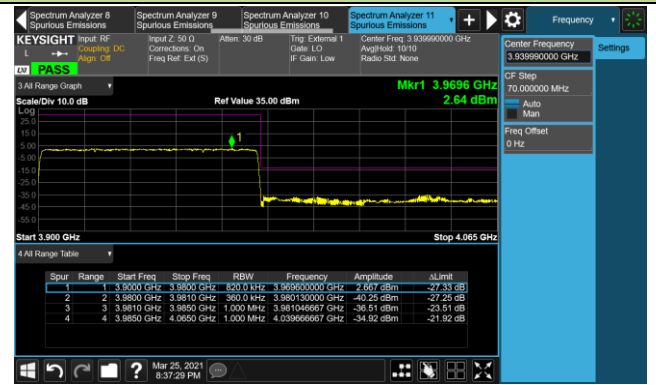 Spectrum Analyzer 8
Spurious Emissions
Spectrum Analyzer 9
Spurious Emissions
Spectrum Analyzer 10
Spurious Emissions
Spectrum Analyzer 11
Spurious Emissions
Frequency
KEYSIGHT
L
LXI
PASS
Input: RF
Coupling: DC
Align: Off
Input Z: 50 Ω
Corrections: On
Freq Ref: Ext (S)
Atten: 30 dB
Trig: External 1
Gate: LO
IF Gain: Low
Center Freq: 3.939990000 GHz
Avg|Hold: 10/10
Radio Std: None
Center Frequency
3.939990000 GHz
Settings
CF Step
70.000000 MHz
Auto
Man
Freq Offset
0 Hz
3 All Range Graph
Mkr1 3.9696 GHz
2.64 dBm
Scale/Div 10.0 dB
Ref Value 35.00 dBm
Log
25.0
15.0
5.00
-5.00
-15.0
-25.0
-35.0
-45.0
-55.0
1
Start 3.900 GHz
Stop 4.065 GHz
4 All Range Table
Spur Range Start Freq Stop Freq RBW Frequency Amplitude ΔLimit
1 1 3.9000 GHz 3.9800 GHz 820.0 kHz 3.969600000 GHz 2.667 dBm -27.33 dB
2 2 3.9800 GHz 3.9810 GHz 360.0 kHz 3.980130000 GHz -40.25 dBm -27.25 dB
3 3 3.9810 GHz 3.9850 GHz 1.000 MHz 3.981046667 GHz -36.51 dBm -23.51 dB
4 4 3.9850 GHz 4.0650 GHz 1.000 MHz 4.039666667 GHz -34.92 dBm -21.92 dB
?
Mar 25, 2021
8:37:29 PM